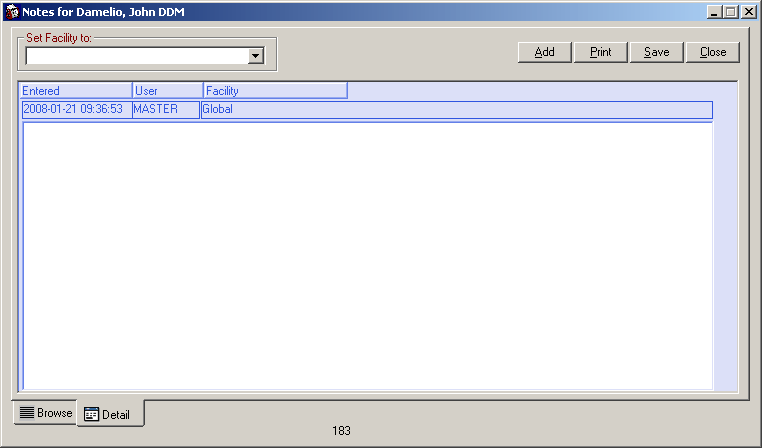 Notes for Damelio, John DDM
Set Facility to:
Add Print Save Close
Entered User Facility
2008-01-21 09:36:53 MASTER Global
Browse Detail
183